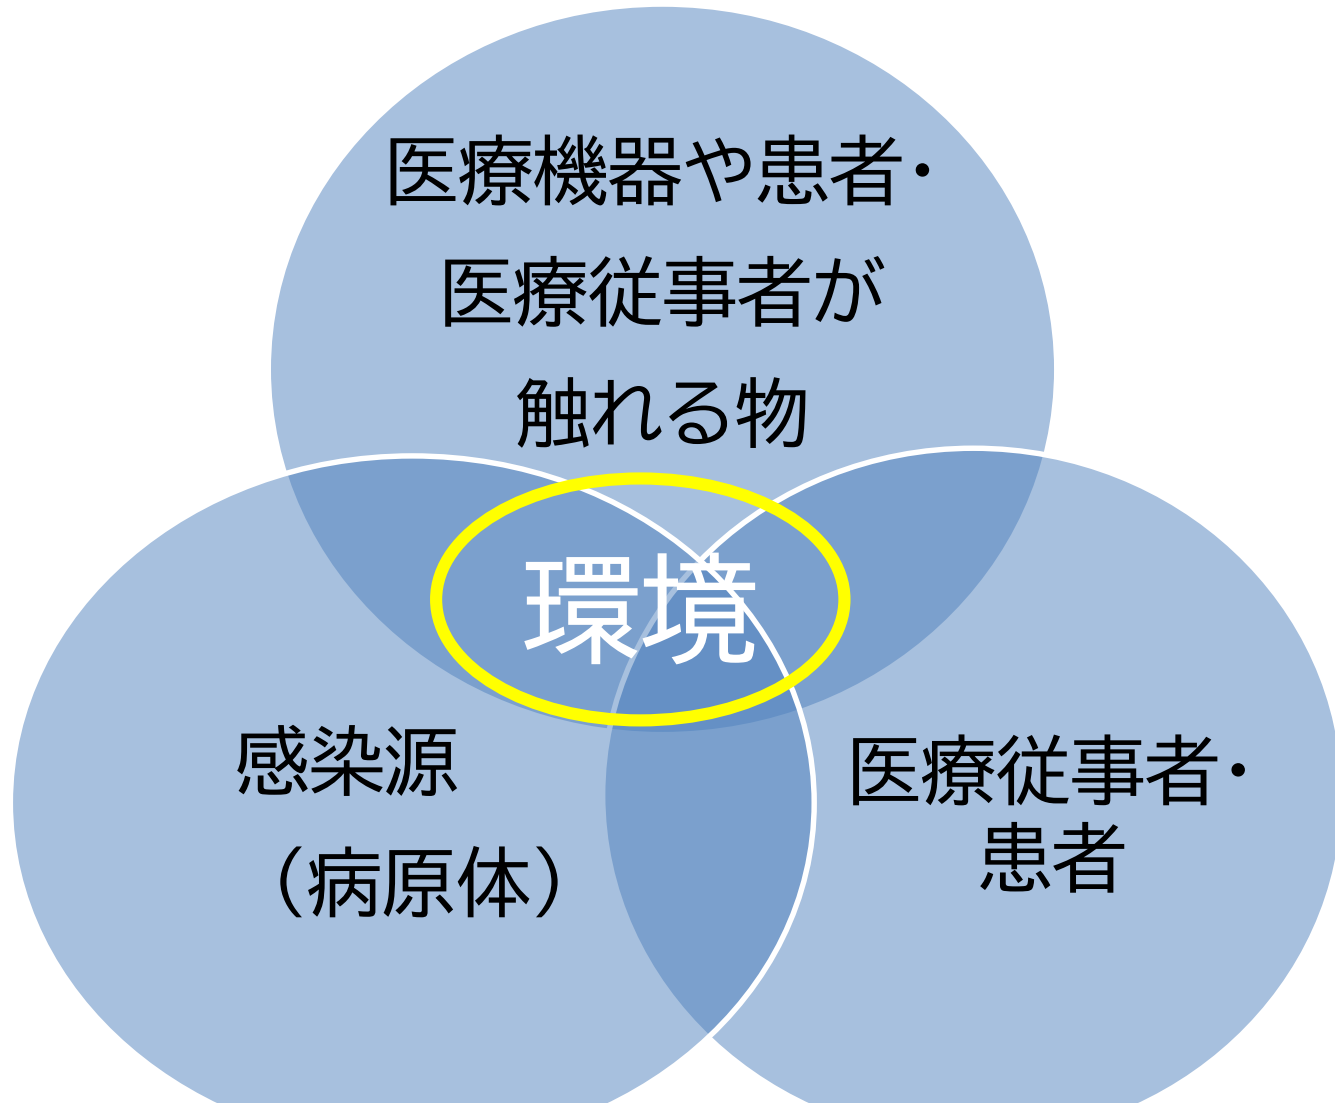 医療機器や患者・
医療従事者が
触れる物
環境
感染源
（病原体）
医療従事者・
患者